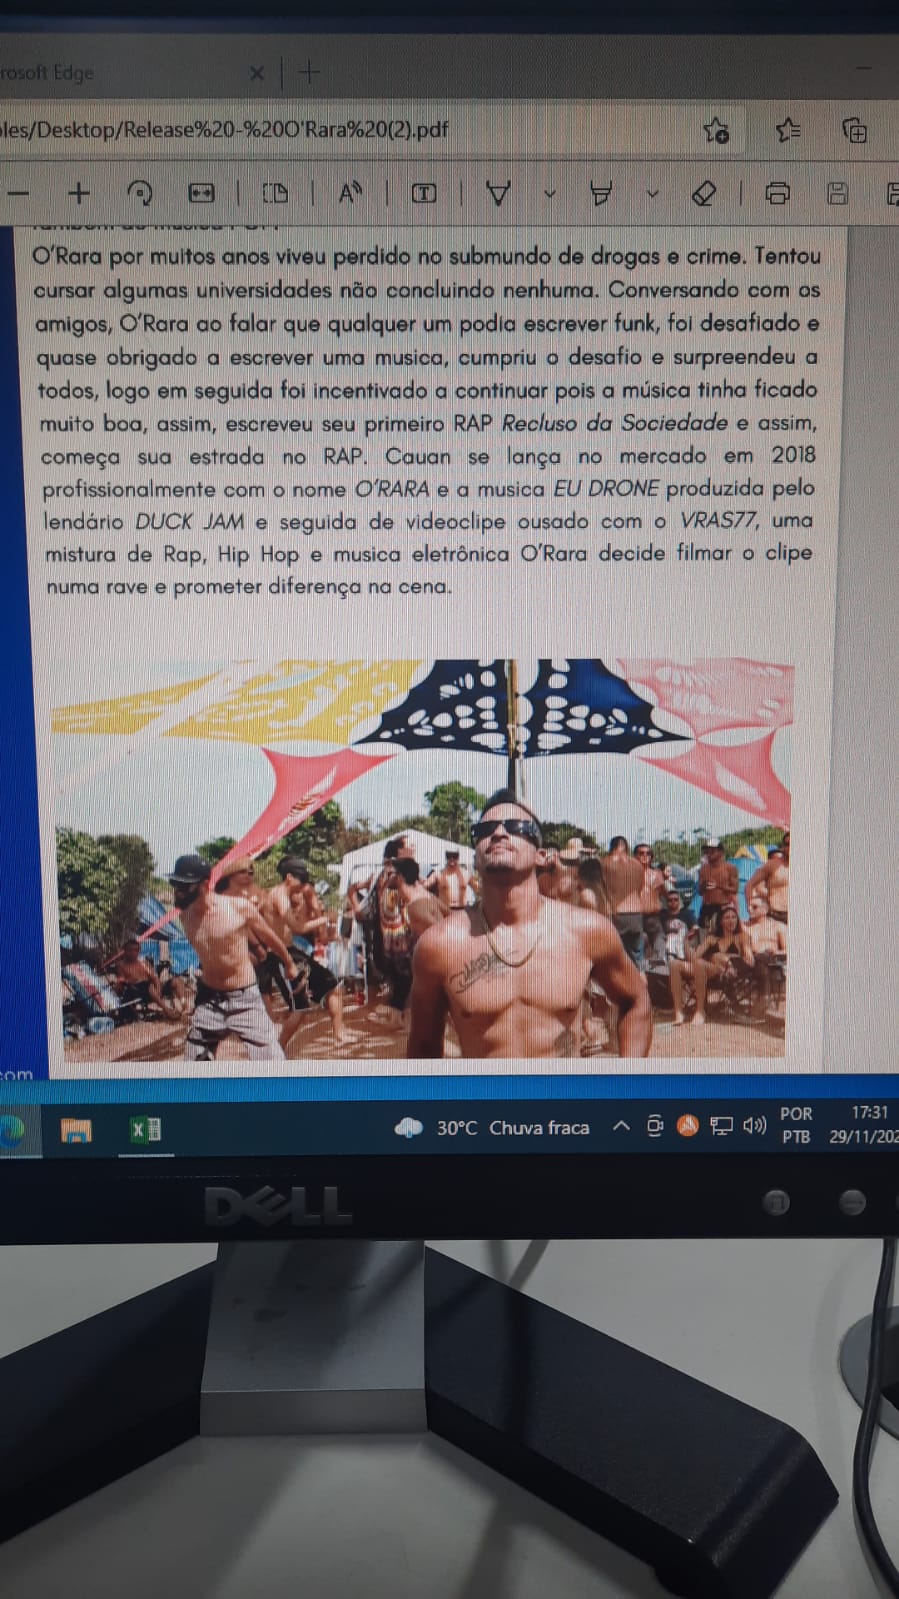 rosoft Edge
les/Desktop/Release%20-%20O'Rara%20(2).pdf
O'Rara por muitos anos viveu perdido no submundo de drogas e crime. Tentou
cursar algumas universidades não concluindo nenhuma. Conversando com os
amigos, O'Rara ao falar que qualquer um podia escrever funk, foi desafiado e
quase obrigado a escrever uma musica, cumpriu o desafio e surpreendeu a
todos, logo em seguida foi incentivado a continuar pois a música tinha ficado
muito boa, assim, escreveu seu primeiro RAP Recluso da Sociedade e assim,
começa sua estrada no RAP. Cauan se lança no mercado em 2018
profissionalmente com o nome O'RARA e a musica EU DRONE produzida pelo
lendário DUCK JAM e seguida de videoclipe ousado com o VRAS77, uma
mistura de Rap, Hip Hop e musica eletrônica O'Rara decide filmar o clipe
numa rave e prometer diferença na cena.
com
30°C Chuva fraca
POR
PTB
17:31
29/11/202
DELL